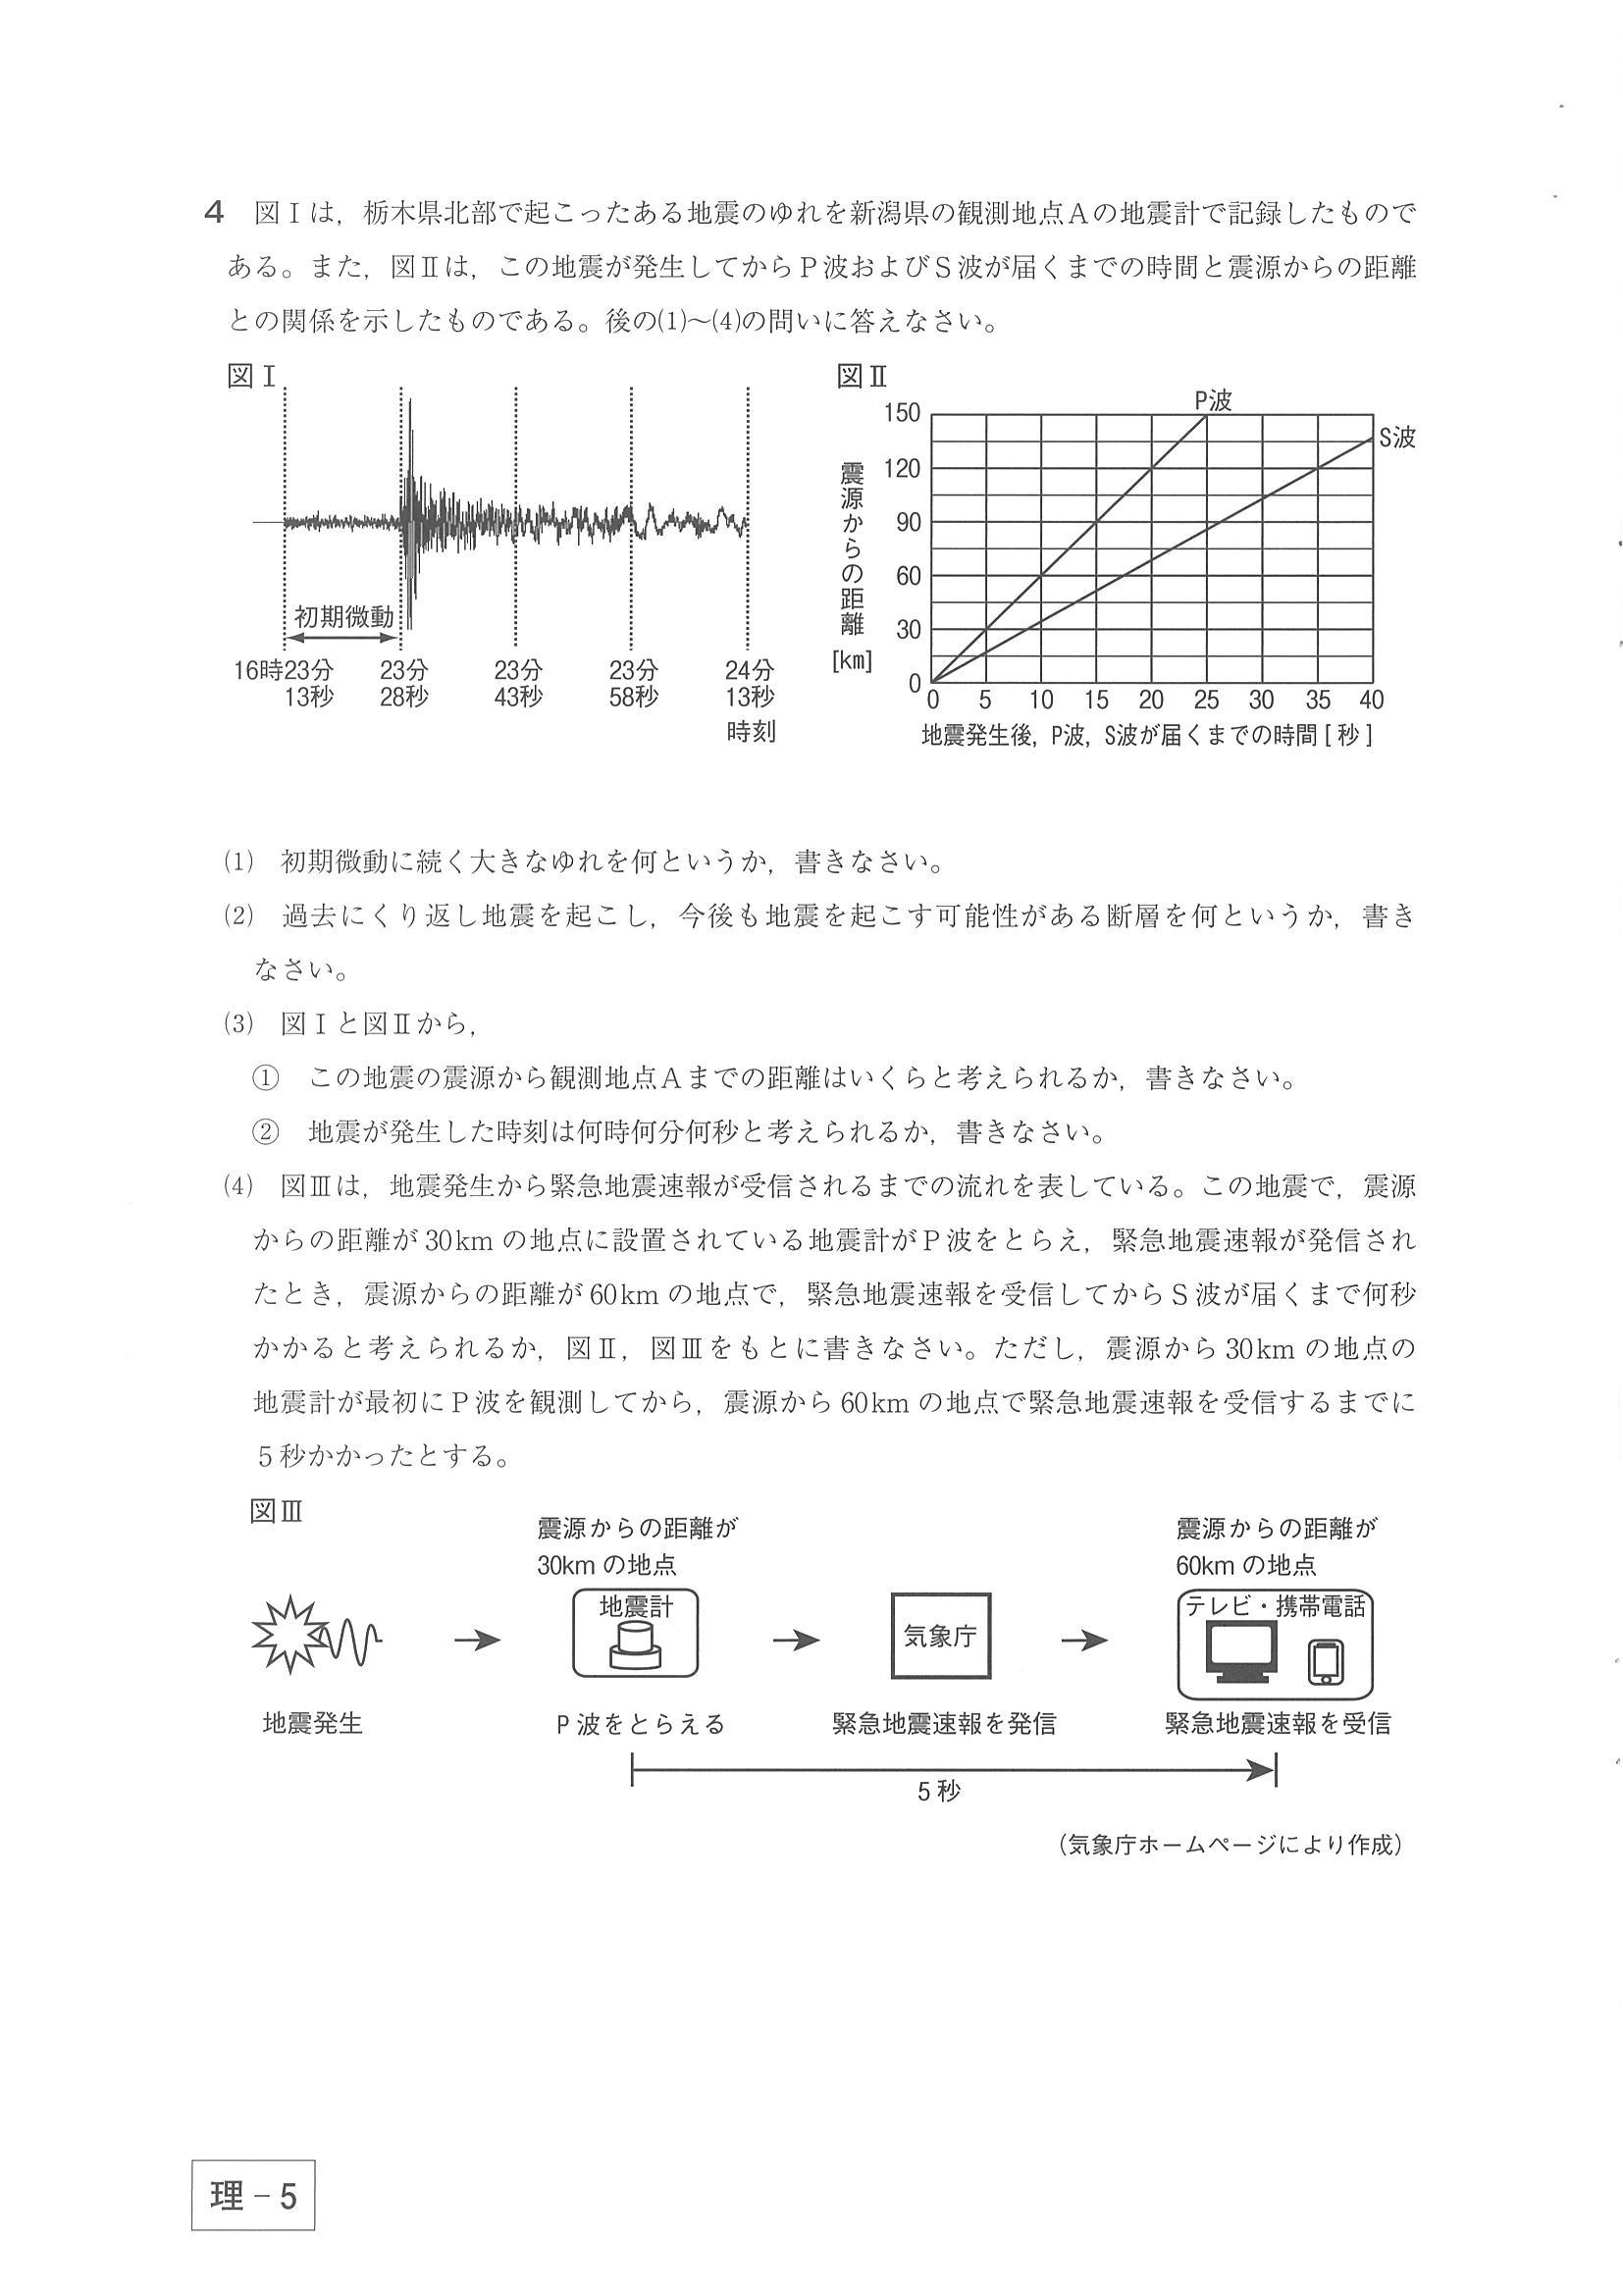 4 図Ⅰは，栃木県北部で起こったある地震のゆれを新潟県の観測地点Ａの地震計で記録したもので
ある。また，図Ⅱは，この地震が発生してからＰ波およびＳ波が届くまでの時間と震源からの距離
との関係を示したものである。後の⑴〜⑷の問いに答えなさい。
図Ⅰ
初期微動
16時23分 23分 23分 23分 24分
13秒 28秒 43秒 58秒 13秒
時刻
図Ⅱ
P波
S波
震源からの距離
[km]
150
120
90
60
30
0
0 5 10 15 20 25 30 35 40
地震発生後，P波，S波が届くまでの時間［秒］
⑴ 初期微動に続く大きなゆれを何というか，書きなさい。
⑵ 過去にくり返し地震を起こし，今後も地震を起こす可能性がある断層を何というか，書き
なさい。
⑶ 図Ⅰと図Ⅱから，
① この地震の震源から観測地点Ａまでの距離はいくらと考えられるか，書きなさい。
② 地震が発生した時刻は何時何分何秒と考えられるか，書きなさい。
⑷ 図Ⅲは，地震発生から緊急地震速報が受信されるまでの流れを表している。この地震で，震源
からの距離が30kmの地点に設置されている地震計がＰ波をとらえ，緊急地震速報が発信され
たとき，震源からの距離が60kmの地点で，緊急地震速報を受信してからＳ波が届くまで何秒
かかると考えられるか，図Ⅱ，図Ⅲをもとに書きなさい。ただし，震源から30kmの地点の
地震計が最初にＰ波を観測してから，震源から60kmの地点で緊急地震速報を受信するまでに
５秒かかったとする。
図Ⅲ
震源からの距離が
30kmの地点
震源からの距離が
60kmの地点
地震計
気象庁
テレビ・携帯電話
地震発生
P波をとらえる
緊急地震速報を発信
緊急地震速報を受信
5秒
（気象庁ホームページにより作成）
理－5